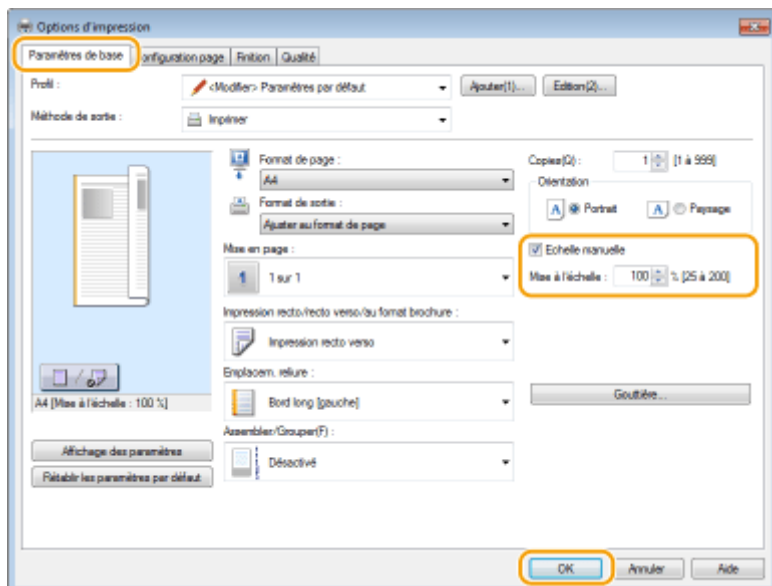 Options d'impression
Paramètres de base onfiguration page Finition Qualité
Profil : <Modifier> Paramètres par défaut Ajouter(1)... Edition(2)...
Méthode de sortie : Imprimer
Format de page : Copies(Q) : 1 [1 à 999]
A4 Orientation
Format de sortie : A Portrait A Paysage
Ajuster au format de page
Mise en page : Echelle manuelle
1 1 sur 1 Mise à l'échelle : 100 % [25 à 200]
Impression recto/recto verso/au format brochure :
Impression recto verso
Emplacem. reliure :
A4 [Mise à l'échelle : 100 %] Bord long [gauche] Gouttière...
Assembler/Grouper(F) :
Affichage des paramètres Désactivé
Rétablir les paramètres par défaut
OK Annuler Aide